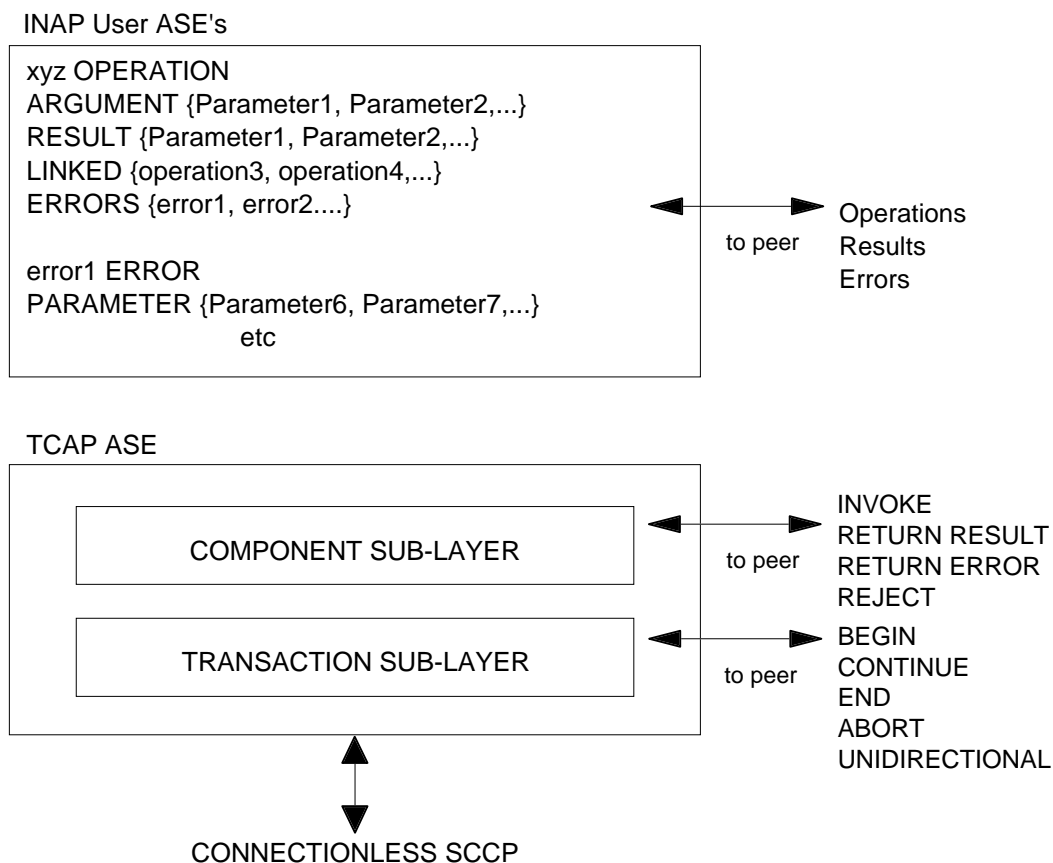 INAP User ASE's
xyz OPERATION
ARGUMENT {Parameter1, Parameter2,...}
RESULT {Parameter1, Parameter2,...}
LINKED {operation3, operation4,...}
ERRORS {error1, error2....}
error1 ERROR
PARAMETER {Parameter6, Parameter7,...}
etc
to peer
Operations
Results
Errors
TCAP ASE
COMPONENT SUB-LAYER
to peer
INVOKE
RETURN RESULT
RETURN ERROR
REJECT
TRANSACTION SUB-LAYER
to peer
BEGIN
CONTINUE
END
ABORT
UNIDIRECTIONAL
CONNECTIONLESS SCCP